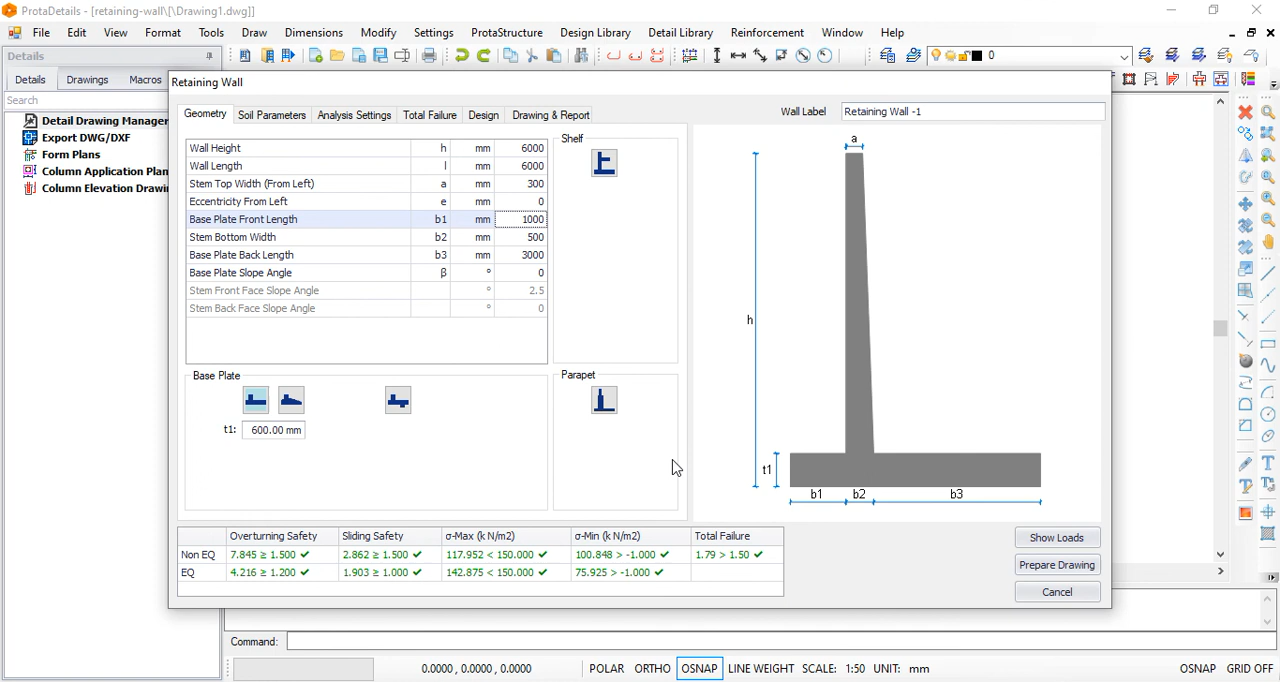 ProtaDetails - [retaining-wall\[\Drawing1.dwg]]
File Edit View Format Tools Draw Dimensions Modify Settings ProtaStructure Design Library Detail Library Reinforcement Window Help
0
Details
Details Drawings Macros
Search
Detail Drawing Manager
Export DWG/DXF
Form Plans
Column Application Plan
Column Elevation Drawin
Retaining Wall
Geometry Soil Parameters Analysis Settings Total Failure Design Drawing & Report
Wall Label Retaining Wall -1
Wall Height h mm 6000
Wall Length l mm 6000
Stem Top Width (From Left) a mm 300
Eccentricity From Left e mm 0
Base Plate Front Length b1 mm 1000
Stem Bottom Width b2 mm 500
Base Plate Back Length b3 mm 3000
Base Plate Slope Angle β ° 0
Stem Front Face Slope Angle ° 2.5
Stem Back Face Slope Angle ° 0
Shelf
Base Plate
t1: 600.00 mm
Parapet
a
h
t1
b1 b2 b3
Overturning Safety Sliding Safety σ-Max (k N/m2) σ-Min (k N/m2) Total Failure
Non EQ 7.845 ≥ 1.500 ✔ 2.862 ≥ 1.500 ✔ 117.952 < 150.000 ✔ 100.848 > -1.000 ✔ 1.79 > 1.50 ✔
EQ 4.216 ≥ 1.200 ✔ 1.903 ≥ 1.000 ✔ 142.875 < 150.000 ✔ 75.925 > -1.000 ✔
Show Loads
Prepare Drawing
Cancel
Command:
0.0000 , 0.0000 , 0.0000 POLAR ORTHO OSNAP LINE WEIGHT SCALE: 1:50 UNIT: mm OSNAP GRID OFF